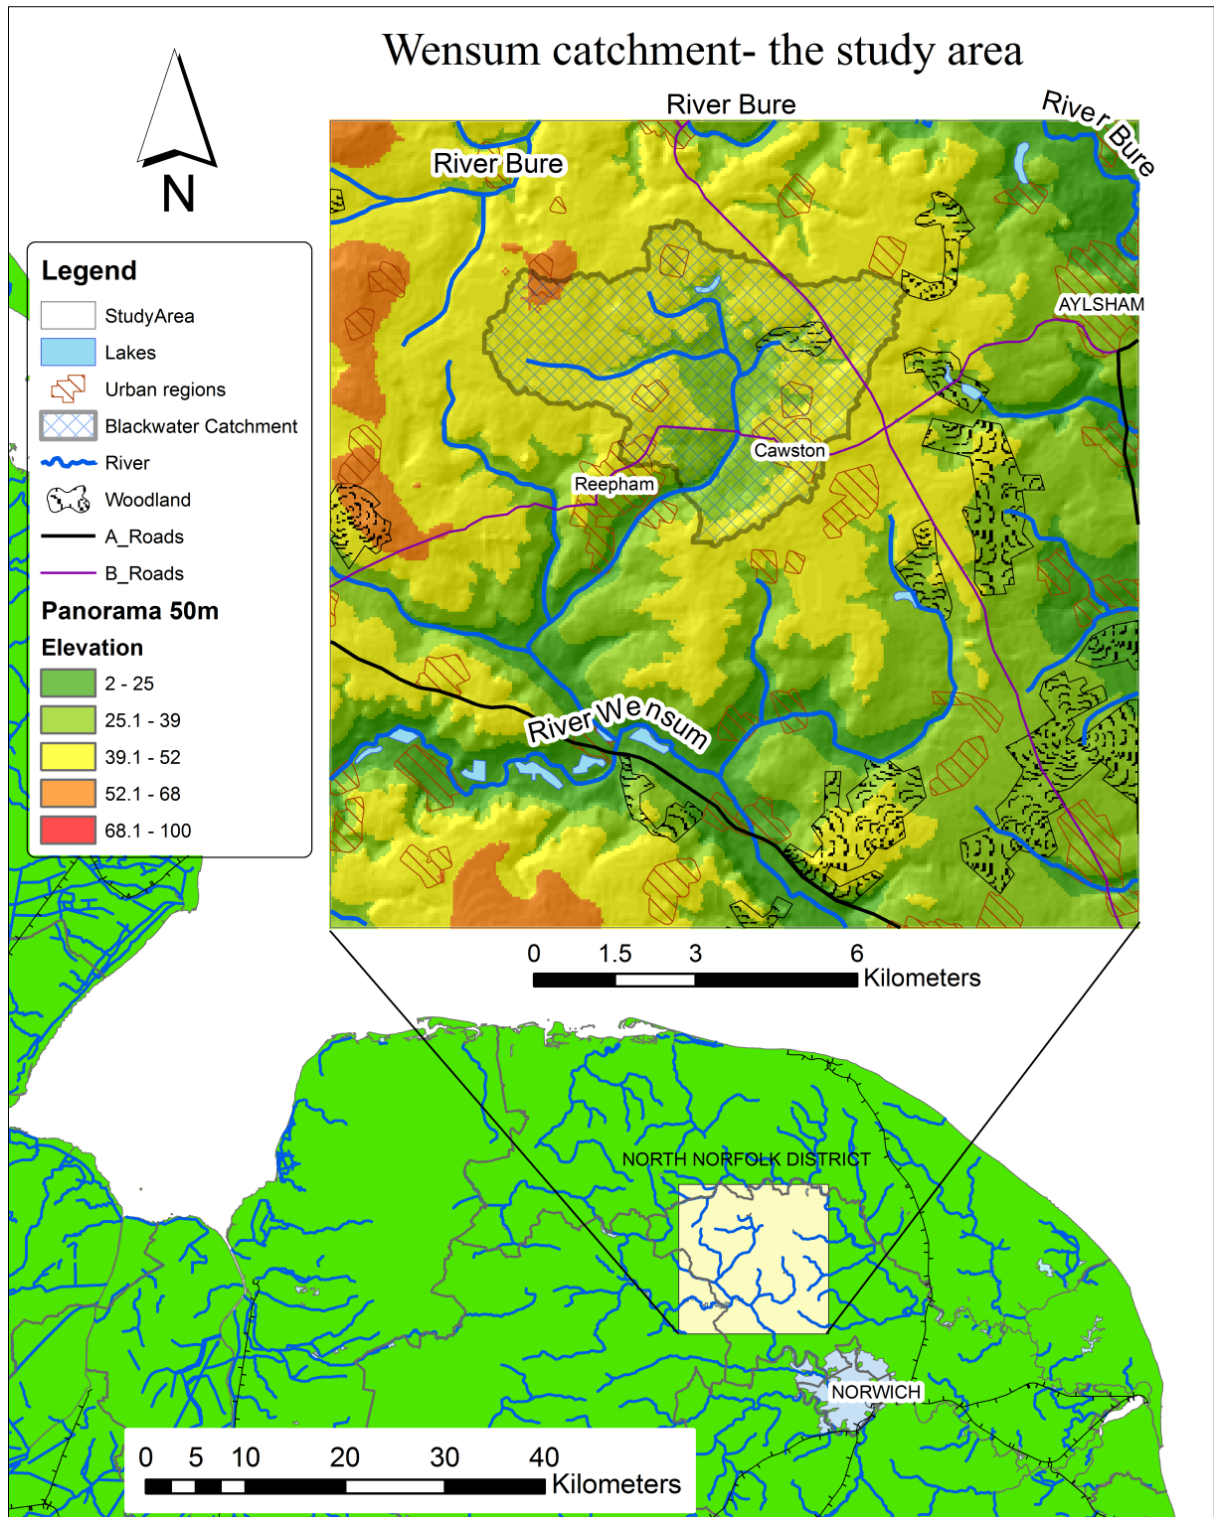 Wensum catchment- the study area
N
River Bure
River Bure
River Bure
AYLSHAM
Cawston
Reepham
River Wensum
Legend
StudyArea
Lakes
Urban regions
Blackwater Catchment
River
Woodland
A_Roads
B_Roads
Panorama 50m
Elevation
2 - 25
25.1 - 39
39.1 - 52
52.1 - 68
68.1 - 100
0 1.5 3 6
Kilometers
NORTH NORFOLK DISTRICT
NORWICH
0 5 10 20 30 40
Kilometers